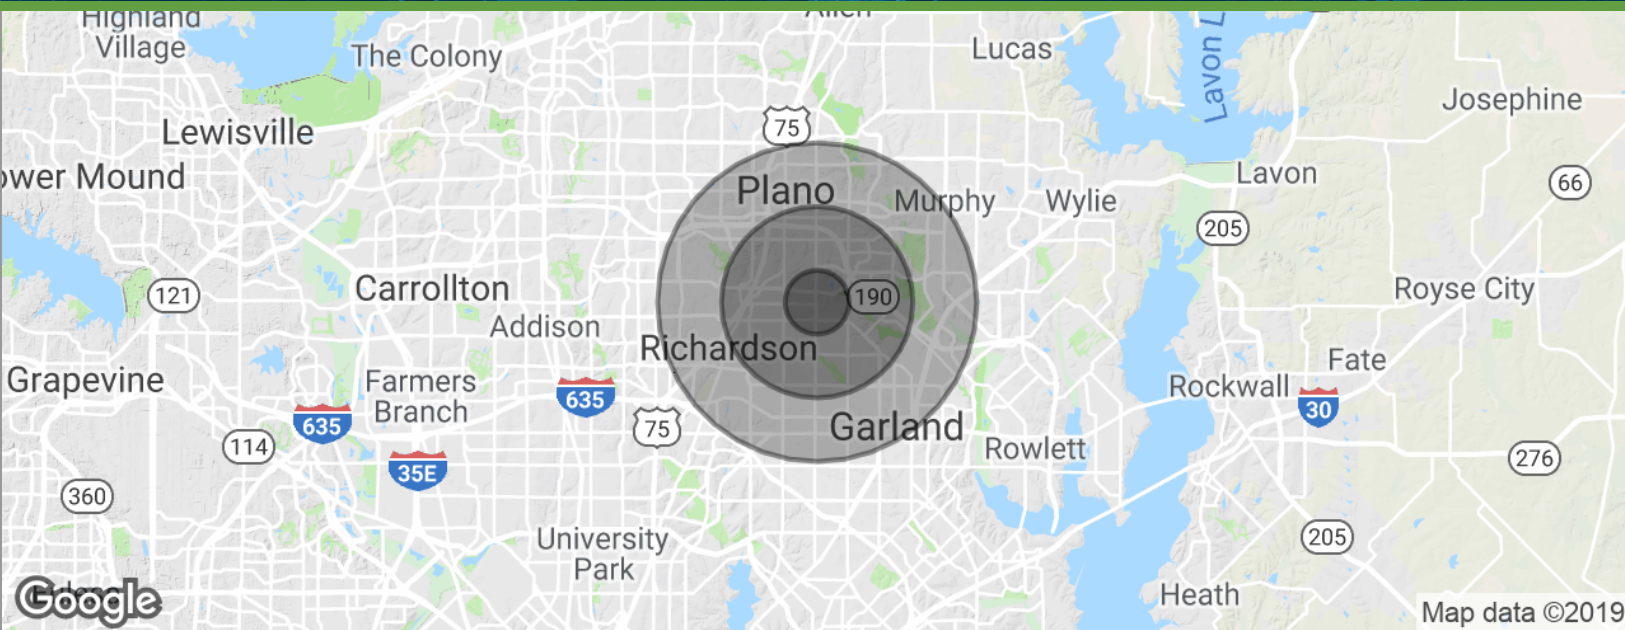 Allen
Highland
Village
The Colony
Lucas
Lavon L
Josephine
75
Lewisville
ower Mound
Plano
Murphy
Wylie
Lavon
66
205
121
Carrollton
190
Royse City
Addison
Richardson
Fate
Grapevine
Farmers
Branch
635
Rockwall
30
635
75
Garland
Rowlett
114
35E
276
360
University
Park
205
Heath
Google
Map data ©2019